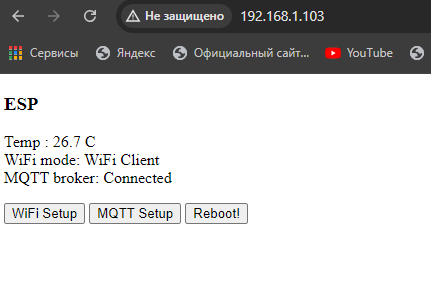 Не защищено 192.168.1.103
Сервисы Яндекс Официальный сайт... YouTube
ESP
Temp : 26.7 C
WiFi mode: WiFi Client
MQTT broker: Connected
WiFi Setup MQTT Setup Reboot!